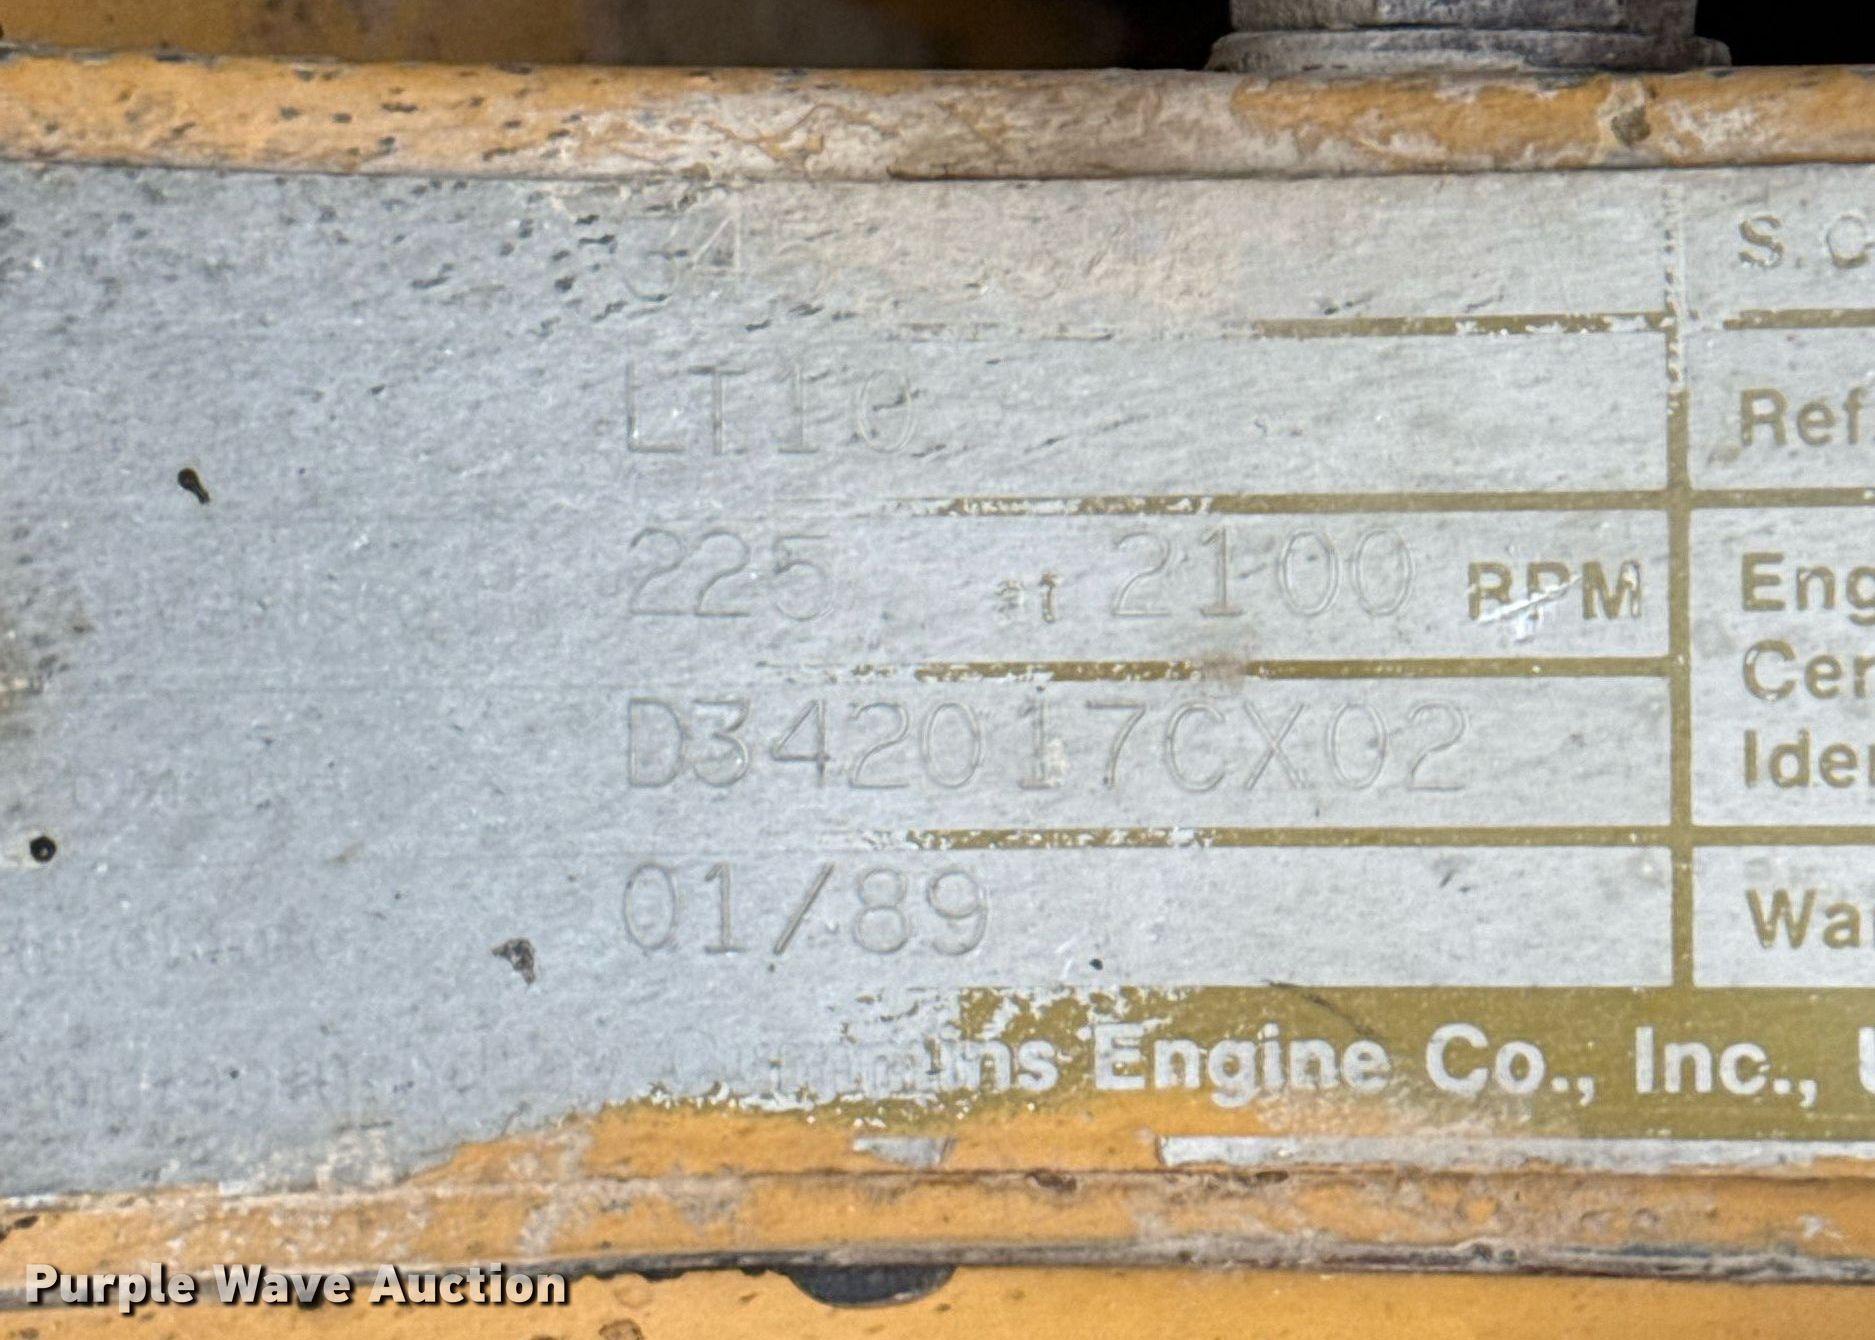 S.
LT10
Ref
225 at 2100 RPM
Eng
Cer
D342017CX02
Iden
01/89
Wa
Cummins Engine Co., Inc.,
Purple Wave Auction